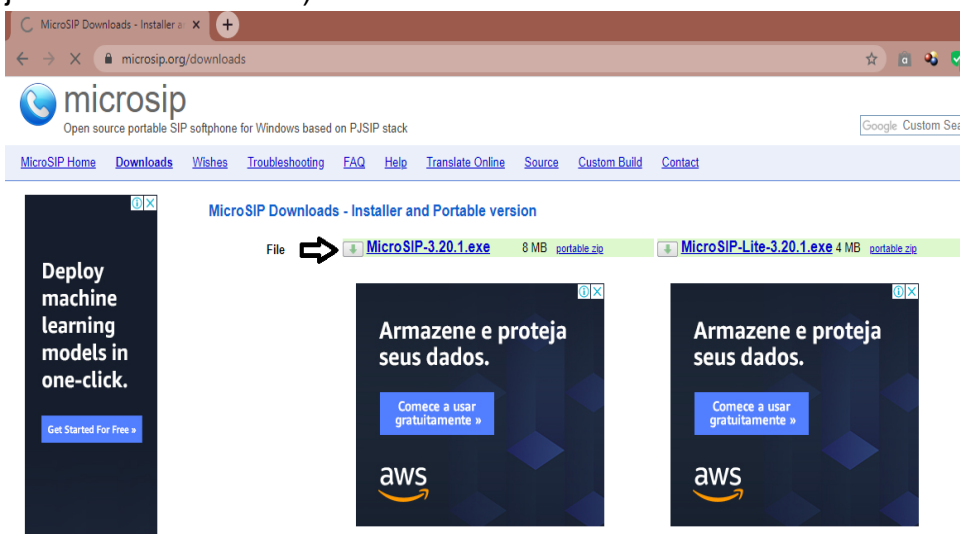 MicroSIP Downloads - Installer a
microsip.org/downloads
microsip
Open source portable SIP softphone for Windows based on PJSIP stack
Google Custom Sea
MicroSIP Home Downloads Wishes Troubleshooting FAQ Help Translate Online Source Custom Build Contact
MicroSIP Downloads - Installer and Portable version
File MicroSIP-3.20.1.exe 8 MB portable zip MicroSIP-Lite-3.20.1.exe 4 MB portable zip
Deploy
machine
learning
models in
one-click.
Get Started For Free »
Armazene e proteja
seus dados.
Comece a usar
gratuitamente »
aws
Armazene e proteja
seus dados.
Comece a usar
gratuitamente »
aws